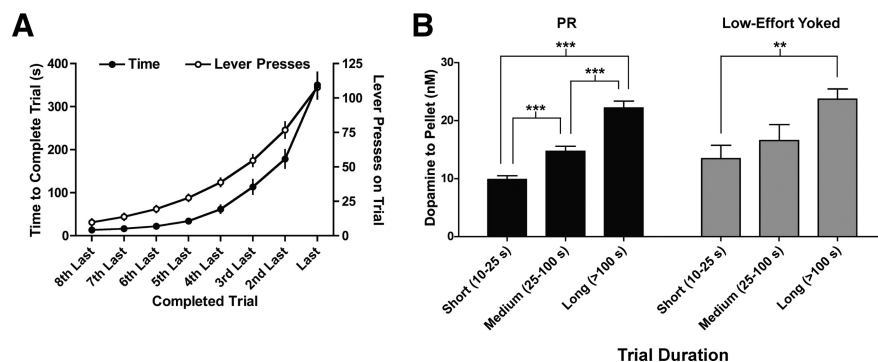 A
Time
Lever Presses
Time to Complete Trial (s)
400
300
200
100
0
125
100
75
50
25
0
Lever Presses
on Trial
8th Last
7th Last
6th Last
5th Last
4th Last
3rd Last
2nd Last
Last
Completed Trial
B
PR
Low-Effort Yoked
Dopamine to Pellet (nM)
30
20
10
0
***
***
***
**
Short (10-25 s)
Medium (25-100 s)
Long (>100 s)
Short (10-25 s)
Medium (25-100 s)
Long (>100 s)
Trial Duration